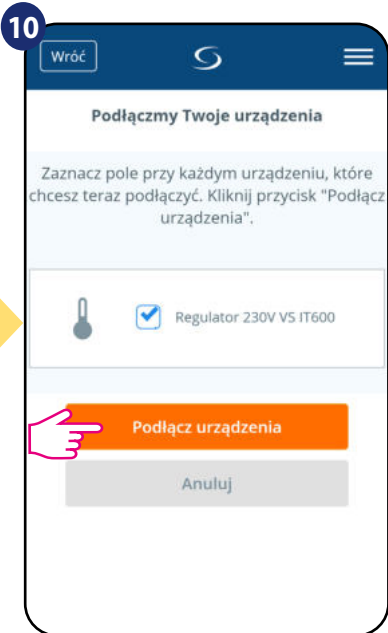 10
Wróć
Podłączmy Twoje urządzenia
Zaznacz pole przy każdym urządzeniu, które
chcesz teraz podłączyć. Kliknij przycisk "Podłącz
urządzenia".
Regulator 230V VS IT600
Podłącz urządzenia
Anuluj